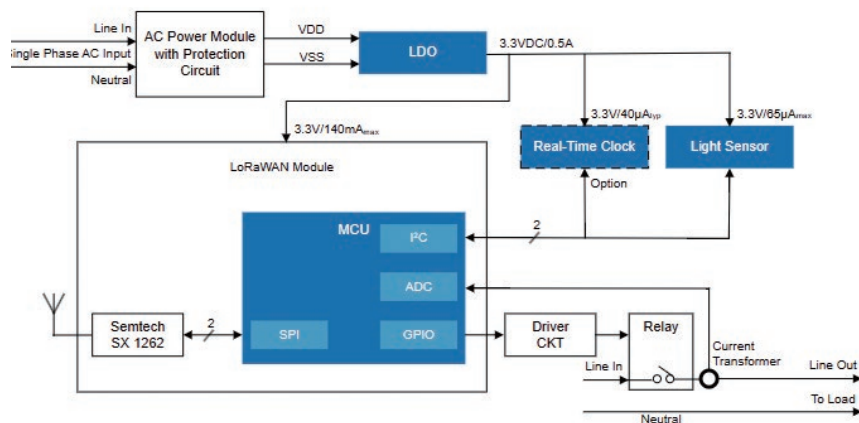 Line In
Single Phase AC Input
Neutral
AC Power Module
with Protection
Circuit
VDD
VSS
LDO
3.3VDC/0.5A
3.3V/140mAmax
3.3V/40μAtyp
3.3V/65μAmax
Real-Time Clock
Light Sensor
Option
LoRaWAN Module
MCU
I²C
2
ADC
Semtech
SX 1262
2
SPI
GPIO
Driver
CKT
Relay
Current
Transformer
Line In
Line Out
To Load
Neutral